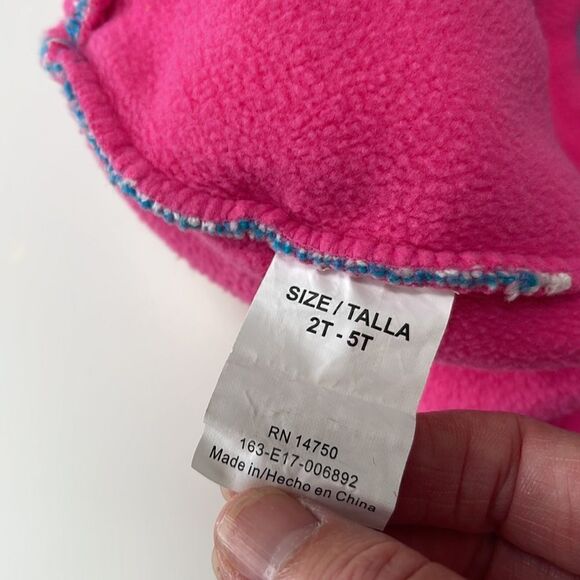 SIZE / TALLA
2T - 5T
RN 14750
163-E17-006892
Made in/Hecho en China